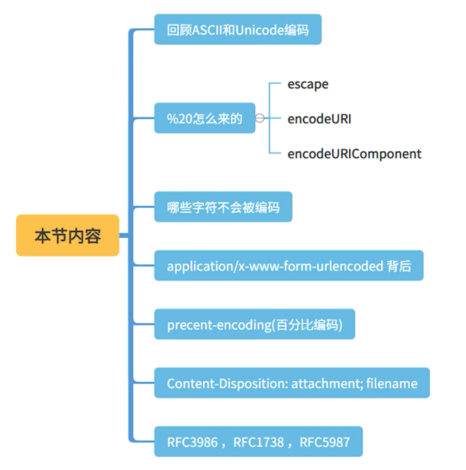 回顾ASCII和Unicode编码
escape
%20怎么来的
encodeURI
encodeURIComponent
哪些字符不会被编码
本节内容
application/x-www-form-urlencoded 背后
precent-encoding(百分比编码)
Content-Disposition: attachment; filename
RFC3986 ，RFC1738 ，RFC5987